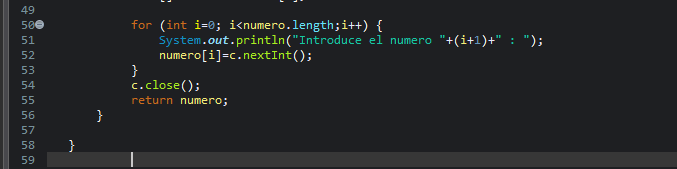 49
50 for (int i=0; i<numero.length;i++) {
51 System.out.println("Introduce el numero "+(i+1)+" : ");
52 numero[i]=c.nextInt();
53 }
54 c.close();
55 return numero;
56 }
57
58 }
59